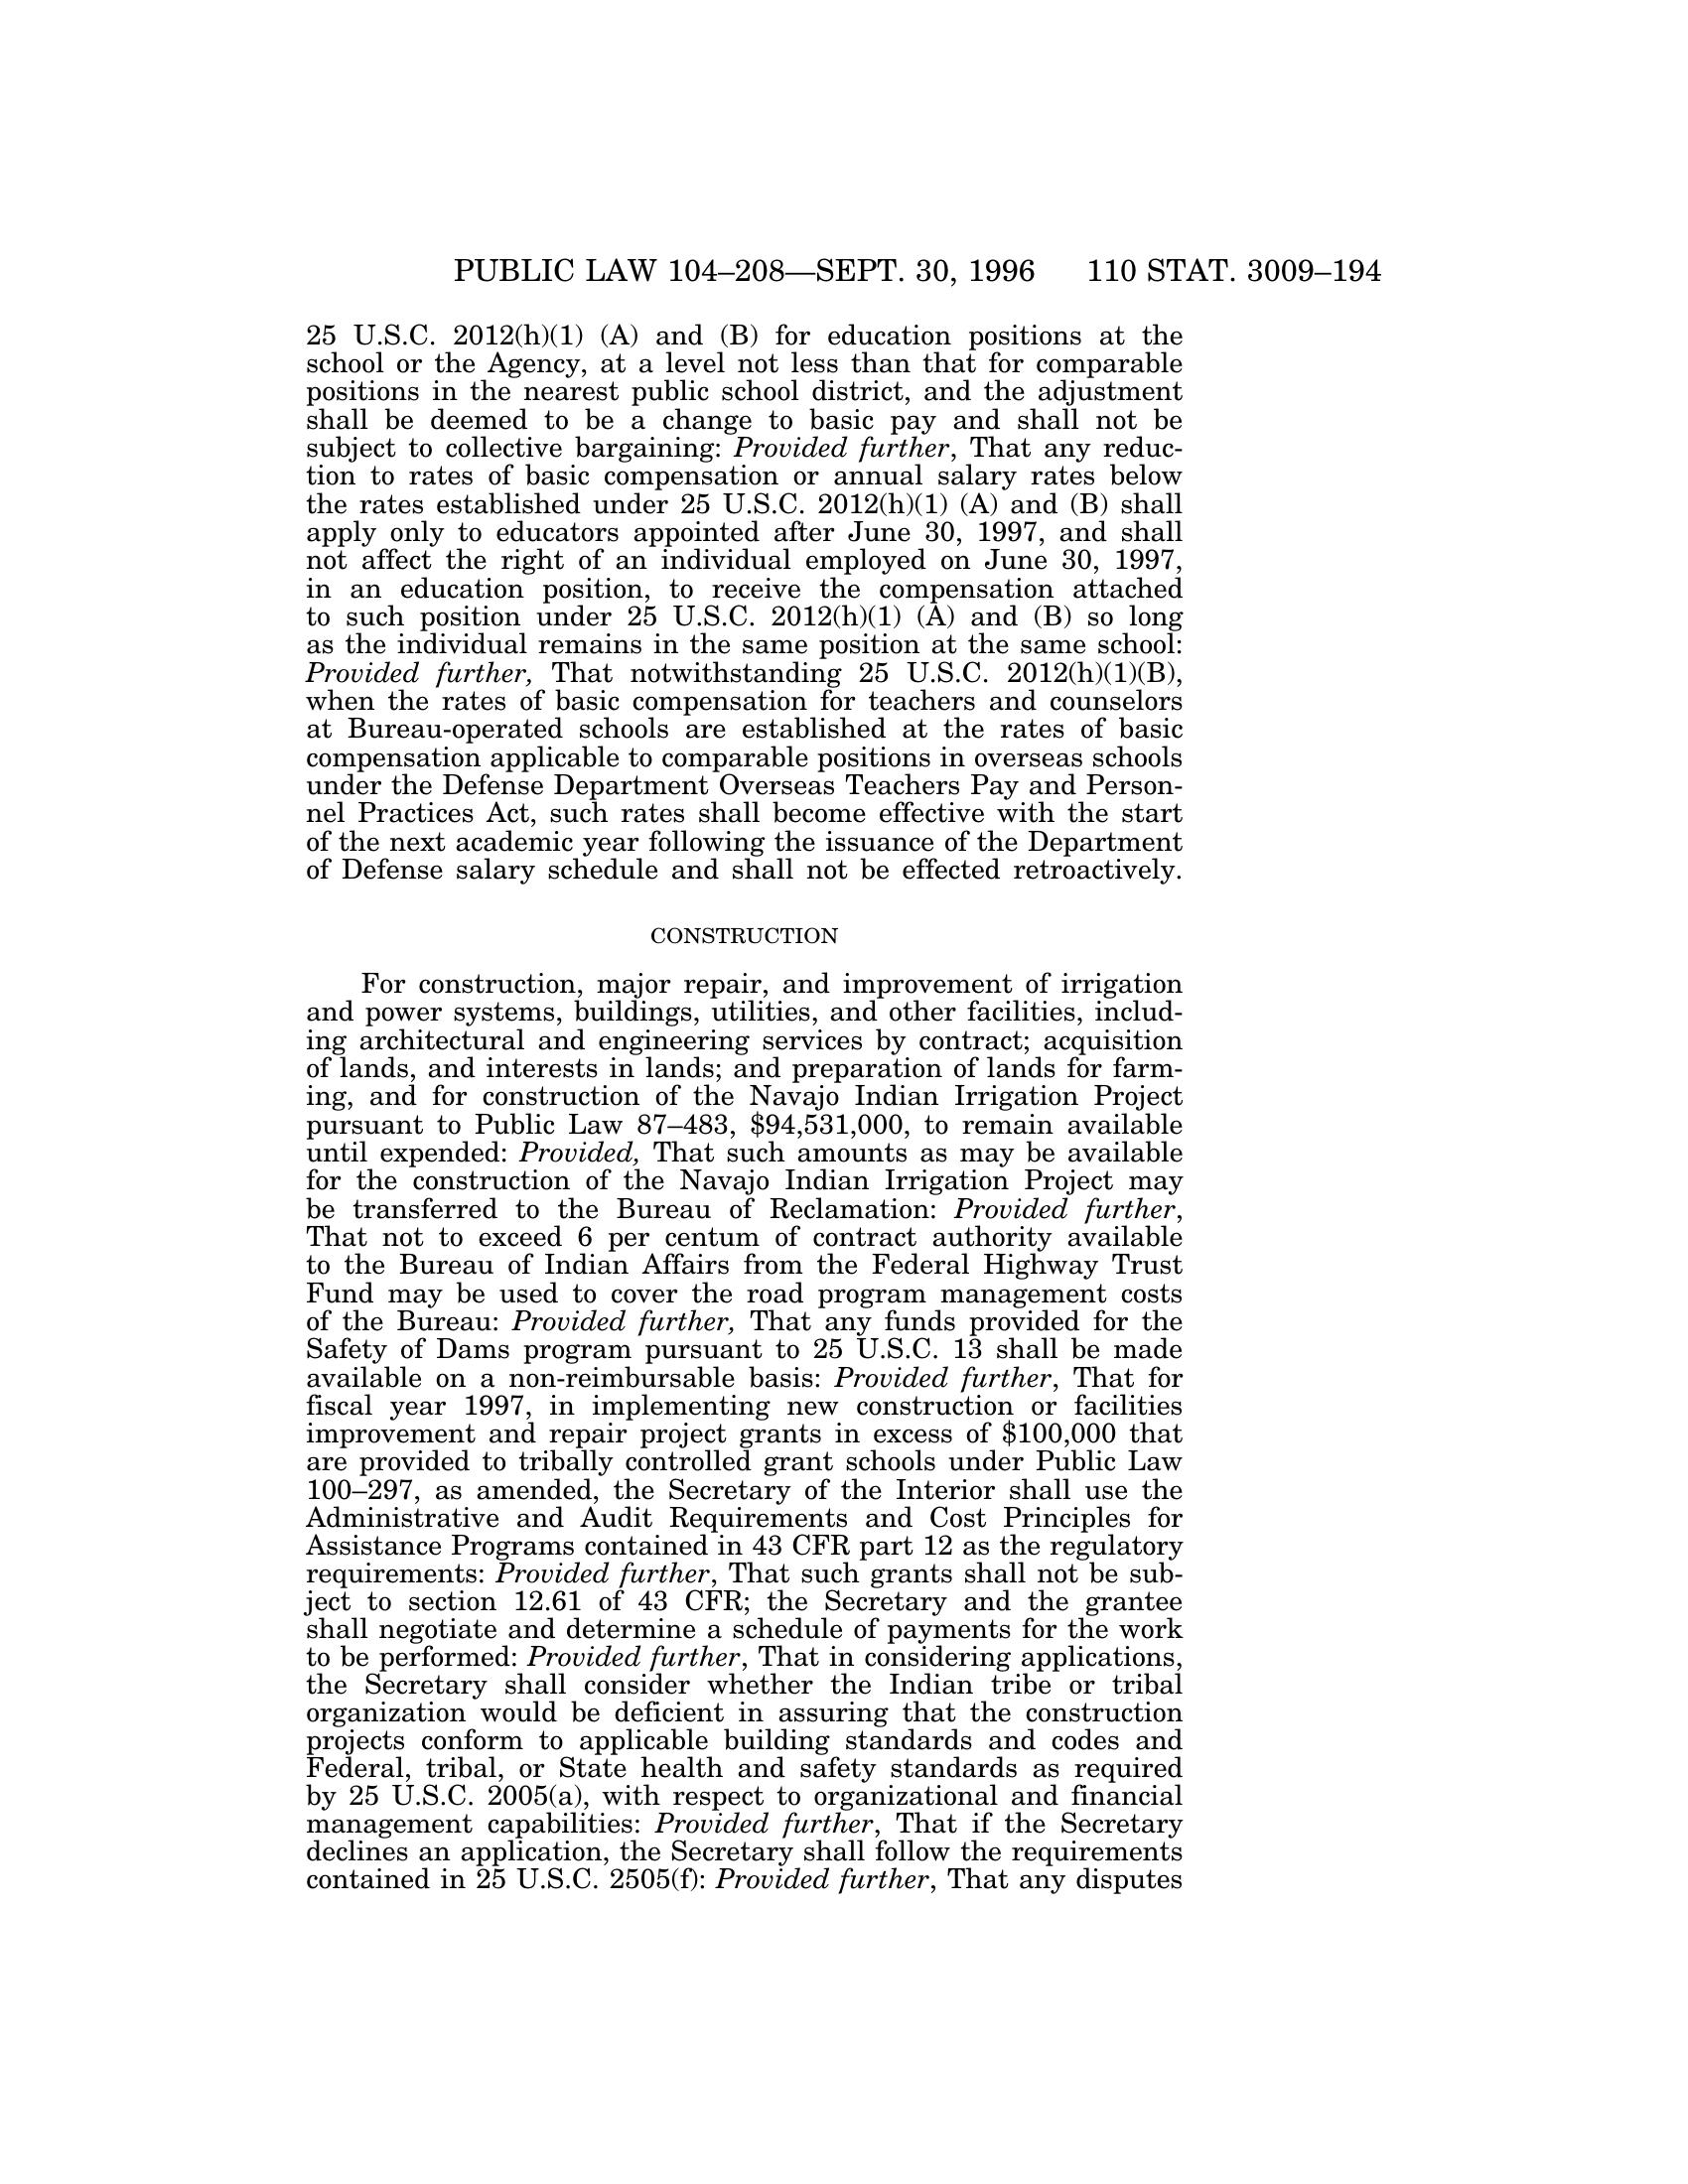 PUBLIC LAW 104–208—SEPT. 30, 1996 110 STAT. 3009–194
25 U.S.C. 2012(h)(1) (A) and (B) for education positions at the
school or the Agency, at a level not less than that for comparable
positions in the nearest public school district, and the adjustment
shall be deemed to be a change to basic pay and shall not be
subject to collective bargaining: Provided further, That any reduc-
tion to rates of basic compensation or annual salary rates below
the rates established under 25 U.S.C. 2012(h)(1) (A) and (B) shall
apply only to educators appointed after June 30, 1997, and shall
not affect the right of an individual employed on June 30, 1997,
in an education position, to receive the compensation attached
to such position under 25 U.S.C. 2012(h)(1) (A) and (B) so long
as the individual remains in the same position at the same school:
Provided further, That notwithstanding 25 U.S.C. 2012(h)(1)(B),
when the rates of basic compensation for teachers and counselors
at Bureau-operated schools are established at the rates of basic
compensation applicable to comparable positions in overseas schools
under the Defense Department Overseas Teachers Pay and Person-
nel Practices Act, such rates shall become effective with the start
of the next academic year following the issuance of the Department
of Defense salary schedule and shall not be effected retroactively.
CONSTRUCTION
For construction, major repair, and improvement of irrigation
and power systems, buildings, utilities, and other facilities, includ-
ing architectural and engineering services by contract; acquisition
of lands, and interests in lands; and preparation of lands for farm-
ing, and for construction of the Navajo Indian Irrigation Project
pursuant to Public Law 87–483, $94,531,000, to remain available
until expended: Provided, That such amounts as may be available
for the construction of the Navajo Indian Irrigation Project may
be transferred to the Bureau of Reclamation: Provided further,
That not to exceed 6 per centum of contract authority available
to the Bureau of Indian Affairs from the Federal Highway Trust
Fund may be used to cover the road program management costs
of the Bureau: Provided further, That any funds provided for the
Safety of Dams program pursuant to 25 U.S.C. 13 shall be made
available on a non-reimbursable basis: Provided further, That for
fiscal year 1997, in implementing new construction or facilities
improvement and repair project grants in excess of $100,000 that
are provided to tribally controlled grant schools under Public Law
100–297, as amended, the Secretary of the Interior shall use the
Administrative and Audit Requirements and Cost Principles for
Assistance Programs contained in 43 CFR part 12 as the regulatory
requirements: Provided further, That such grants shall not be sub-
ject to section 12.61 of 43 CFR; the Secretary and the grantee
shall negotiate and determine a schedule of payments for the work
to be performed: Provided further, That in considering applications,
the Secretary shall consider whether the Indian tribe or tribal
organization would be deficient in assuring that the construction
projects conform to applicable building standards and codes and
Federal, tribal, or State health and safety standards as required
by 25 U.S.C. 2005(a), with respect to organizational and financial
management capabilities: Provided further, That if the Secretary
declines an application, the Secretary shall follow the requirements
contained in 25 U.S.C. 2505(f): Provided further, That any disputes